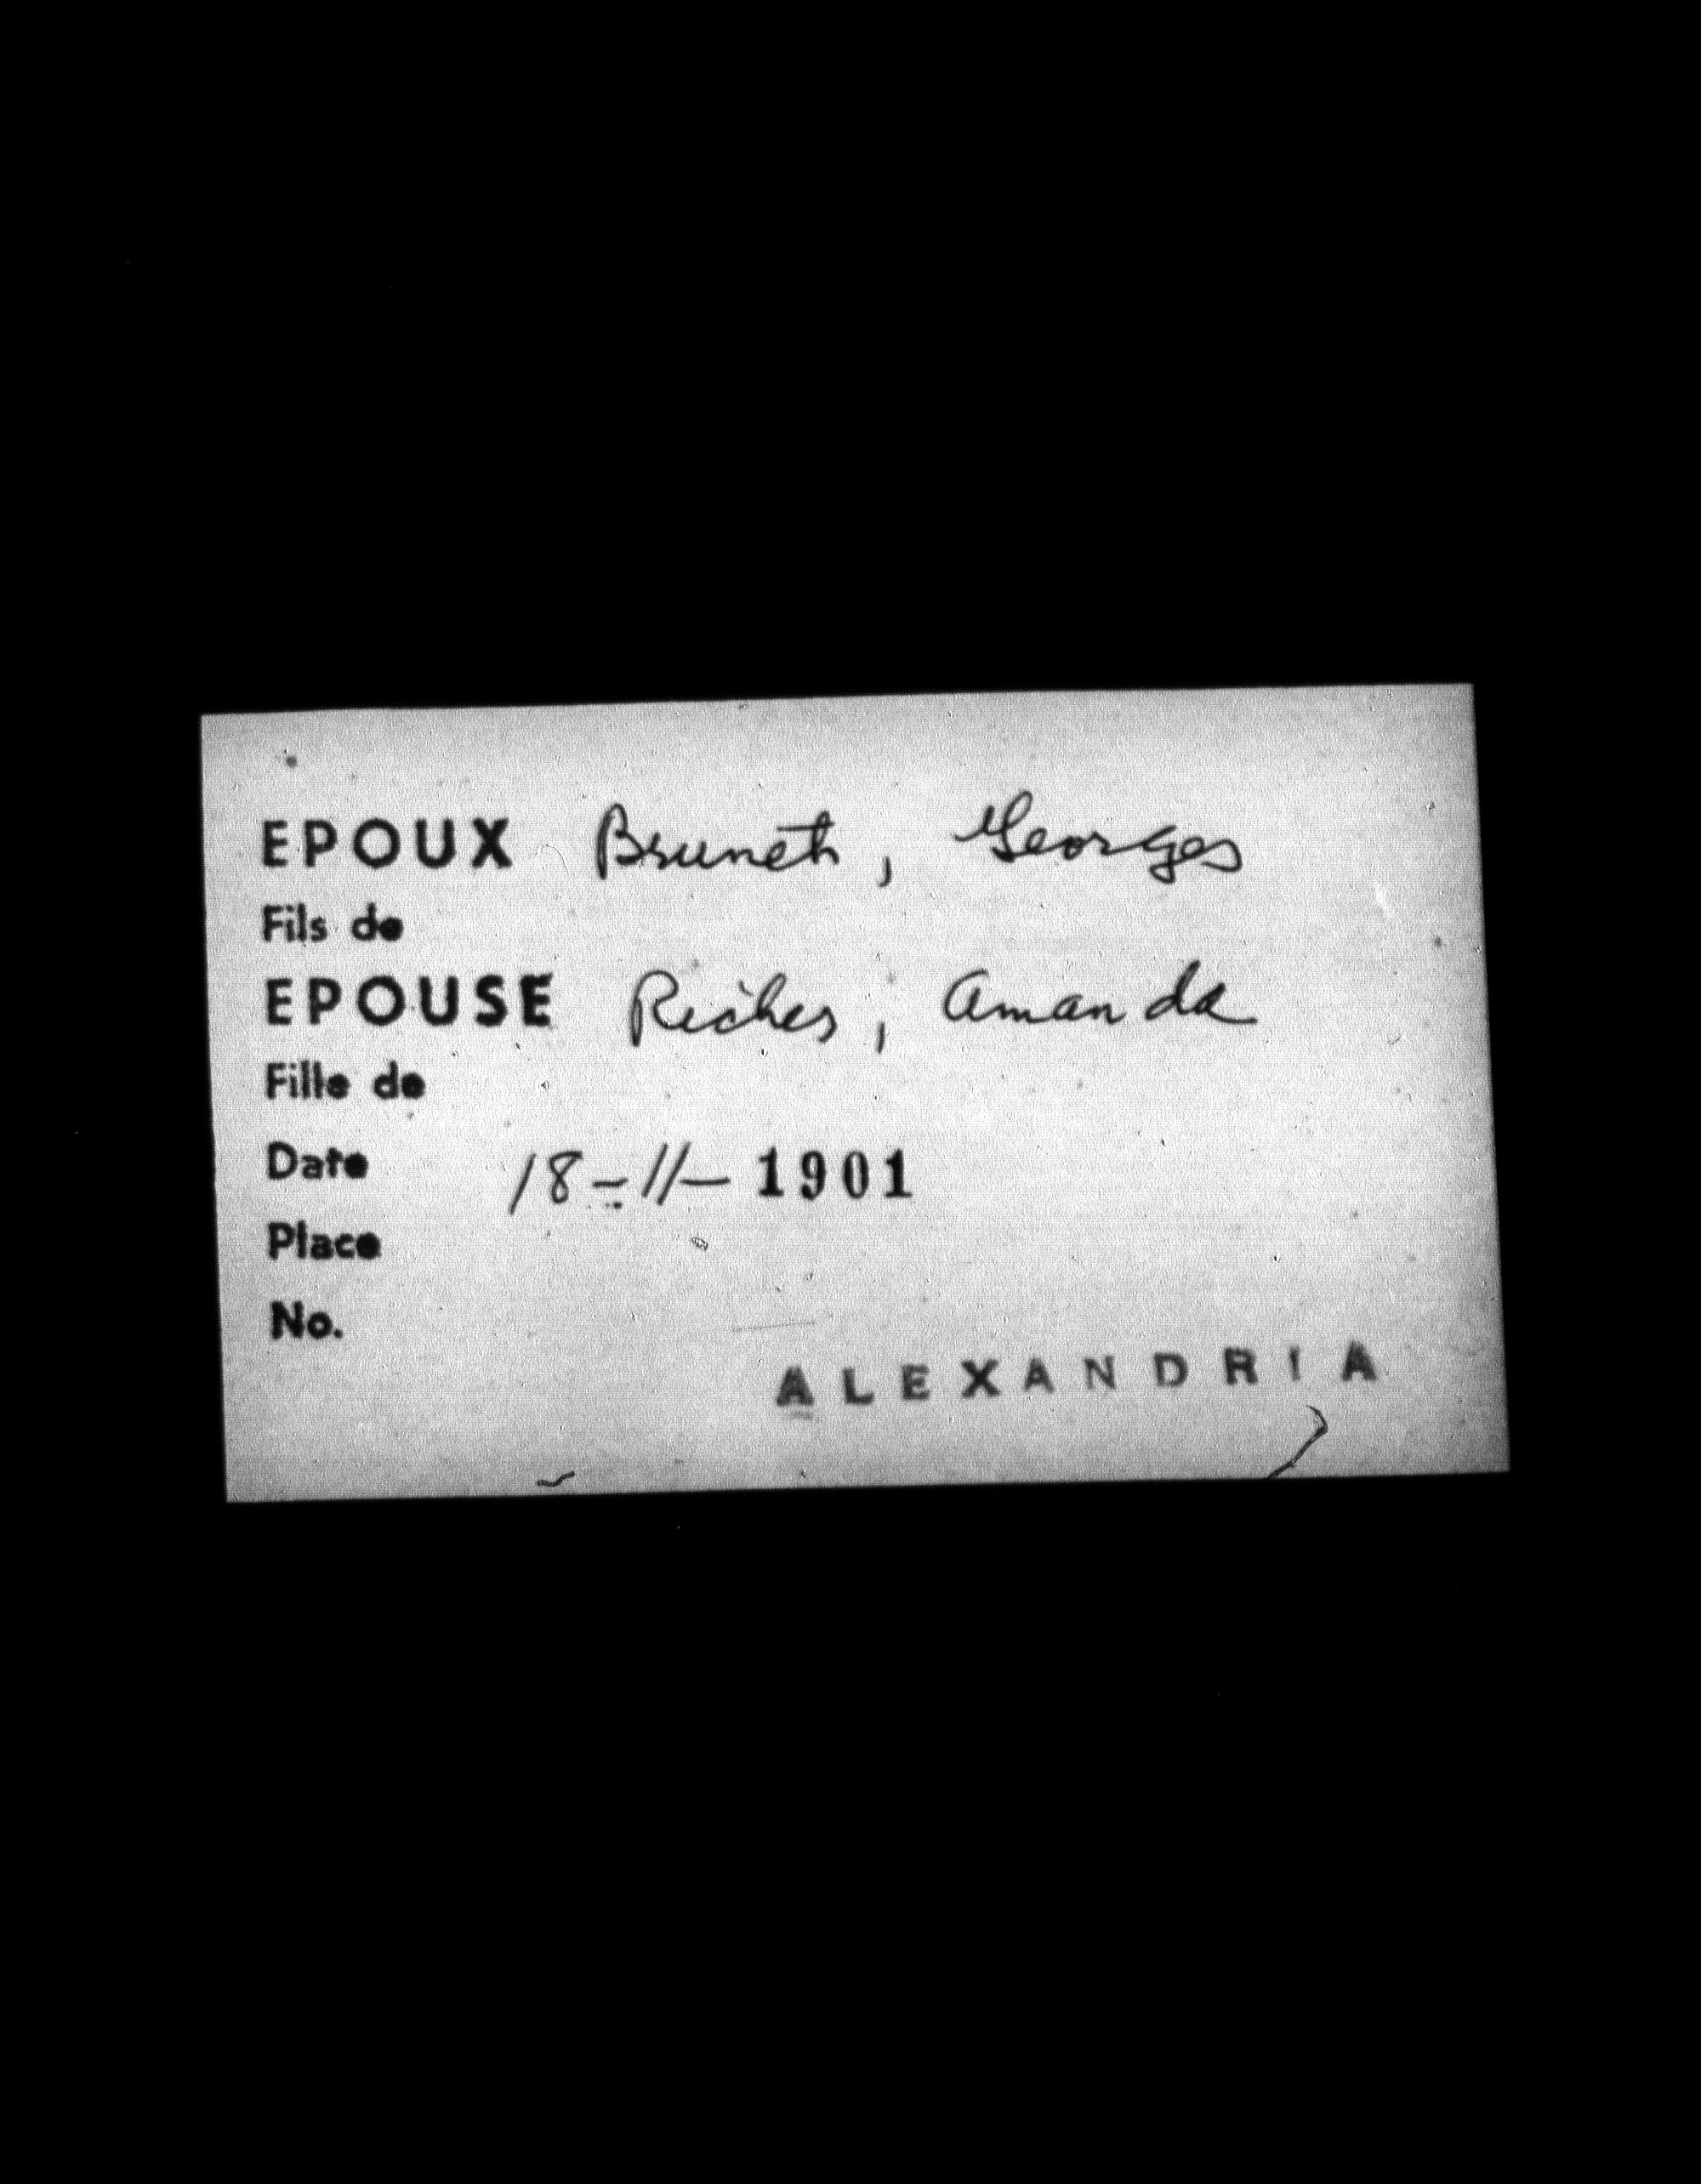 EPOUX Bruneth, Georges
Fils de
EPOUSE Riches, Amanda
Fille de
Date 18-11-1901
Place
No.
ALEXANDRIA